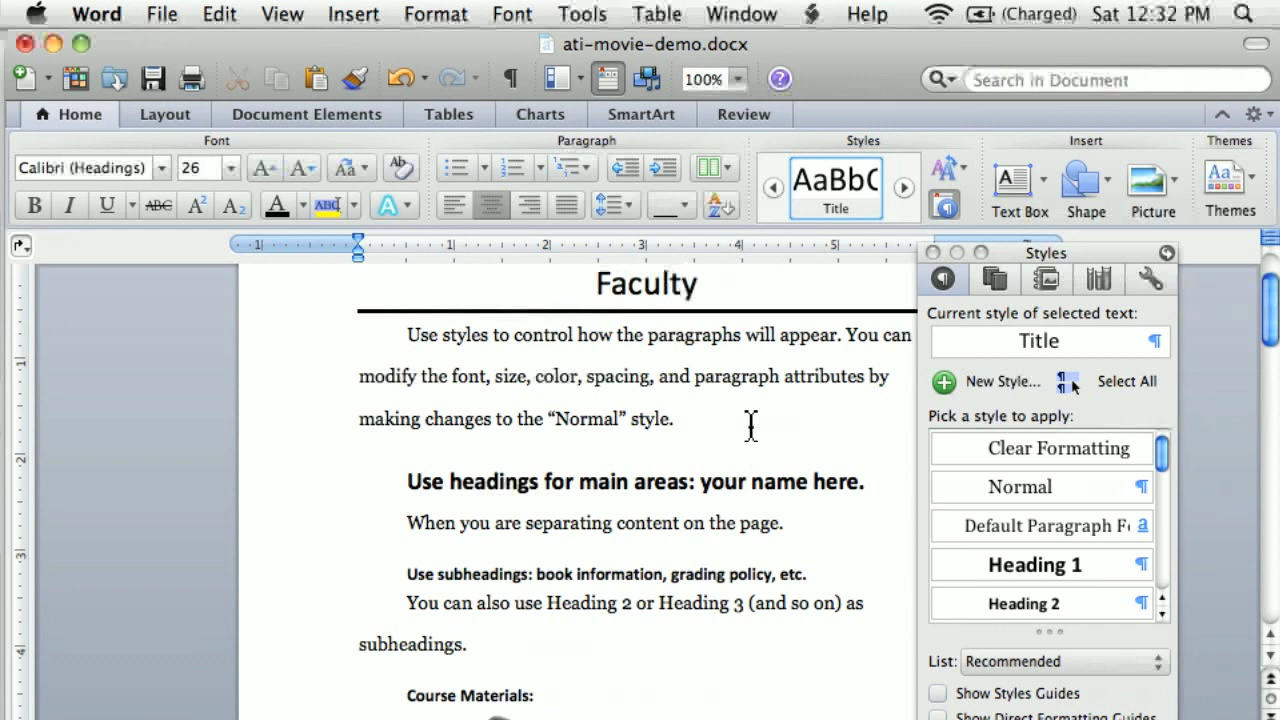 Word File Edit View Insert Format Font Tools Table Window Help (Charged) Sat 12:32 PM
ati-movie-demo.docx
100% Search in Document
Home Layout Document Elements Tables Charts SmartArt Review
Font Paragraph Styles Insert Themes
Calibri (Headings) 26 AaBbC
Title
Text Box Shape Picture Themes
Styles
Faculty
Use styles to control how the paragraphs will appear. You can
modify the font, size, color, spacing, and paragraph attributes by
making changes to the “Normal” style.
Use headings for main areas: your name here.
When you are separating content on the page.
Use subheadings: book information, grading policy, etc.
You can also use Heading 2 or Heading 3 (and so on) as
subheadings.
Course Materials:
Current style of selected text:
Title
New Style... Select All
Pick a style to apply:
Clear Formatting
Normal
Default Paragraph
Heading 1
Heading 2
List: Recommended
Show Styles Guides
Show Direct Formatting Guides